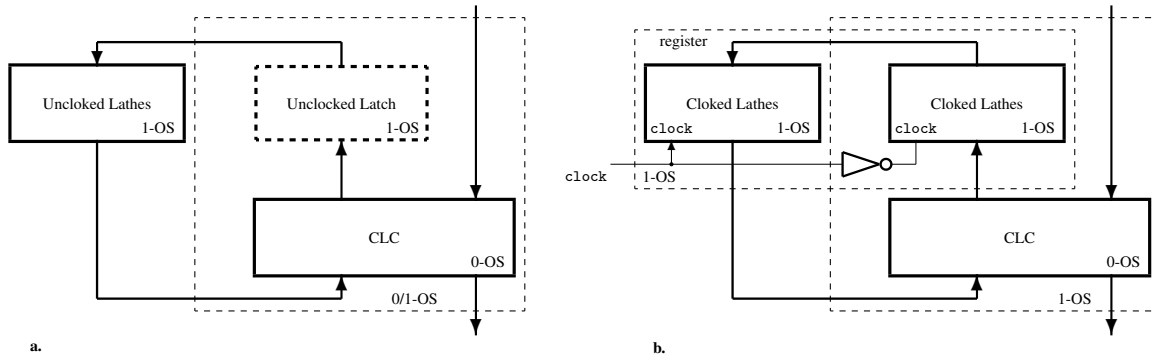 register
Uncloked Lathes
1-OS
Unclocked Latch
1-OS
Cloked Lathes
clock
1-OS
Cloked Lathes
clock
1-OS
clock
1-OS
CLC
0-OS
0/1-OS
CLC
0-OS
1-OS
a.
b.